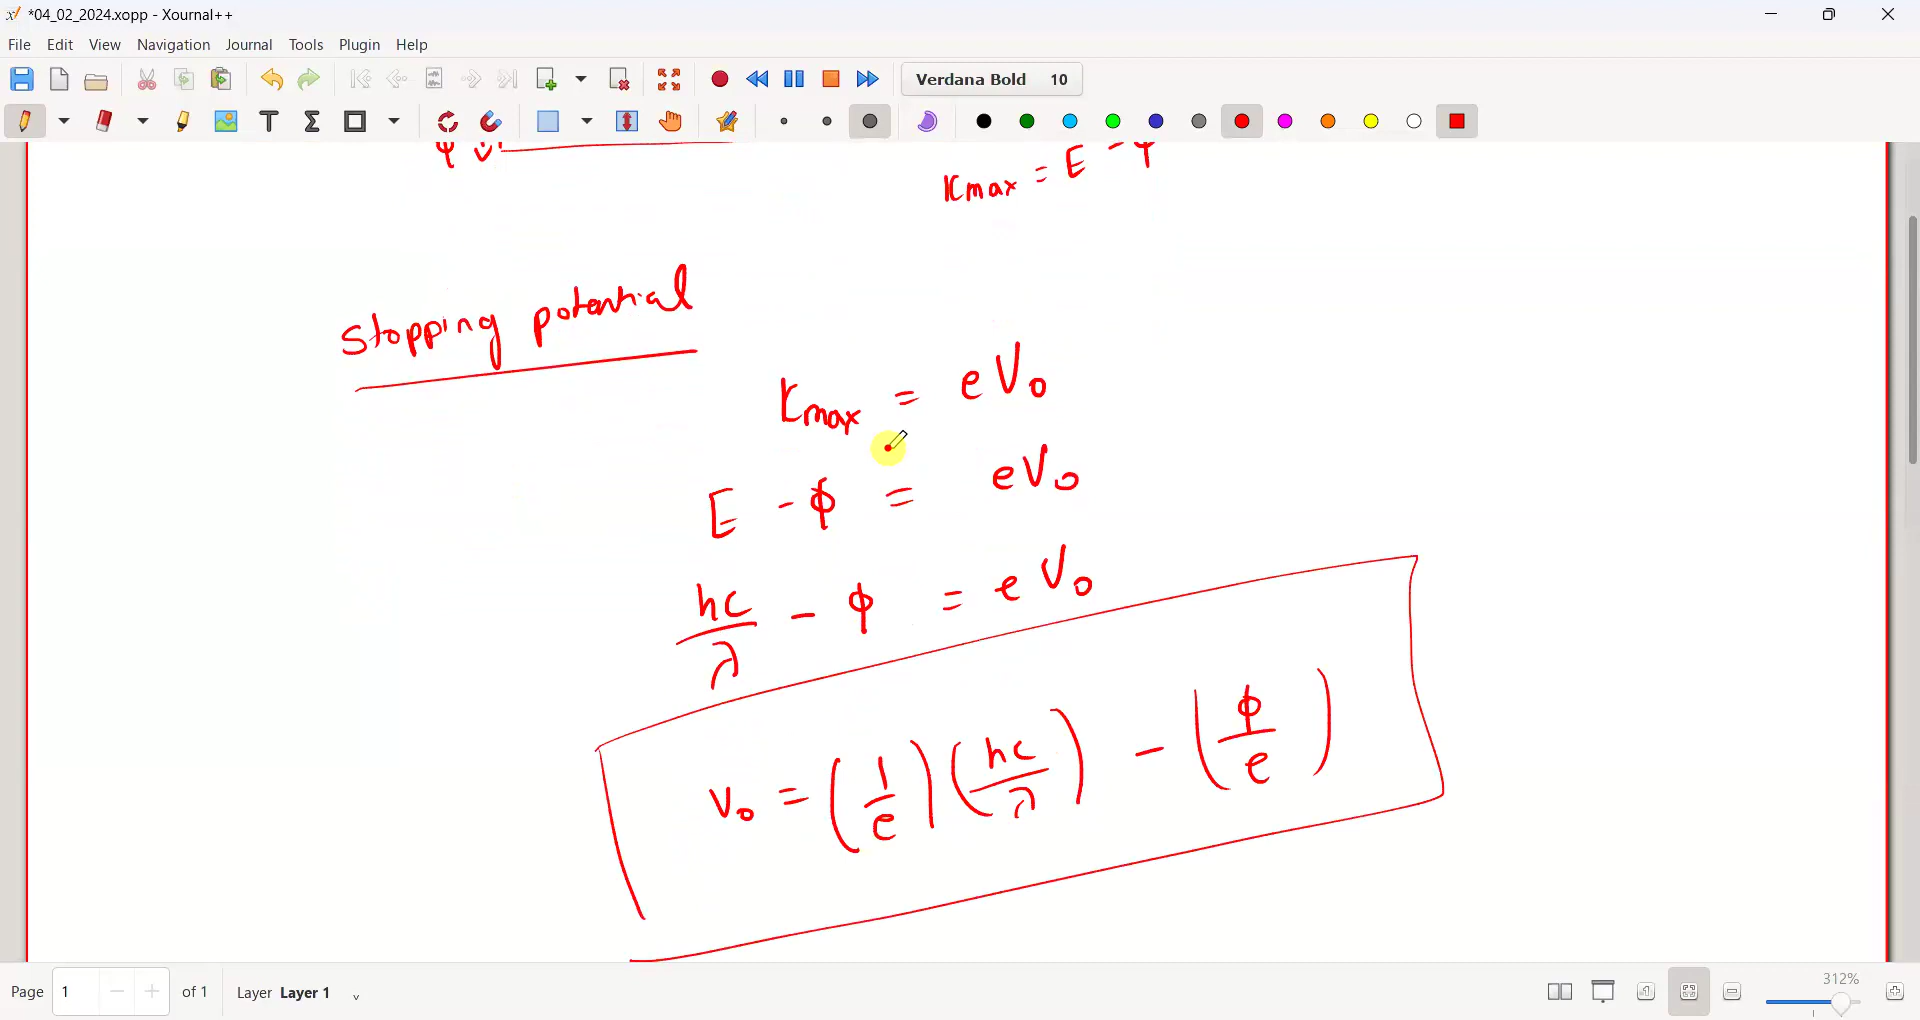 *04_02_2024.xopp - Xournal++
File Edit View Navigation Journal Tools Plugin Help
Verdana Bold 10
Kmax = E - φ
Stopping potential
Kmax = eV₀
E - φ = eV₀
hc/λ - φ = eV₀
V₀ = (1/e)(hc/λ) - (φ/e)
Page 1 of 1 Layer Layer 1 312%